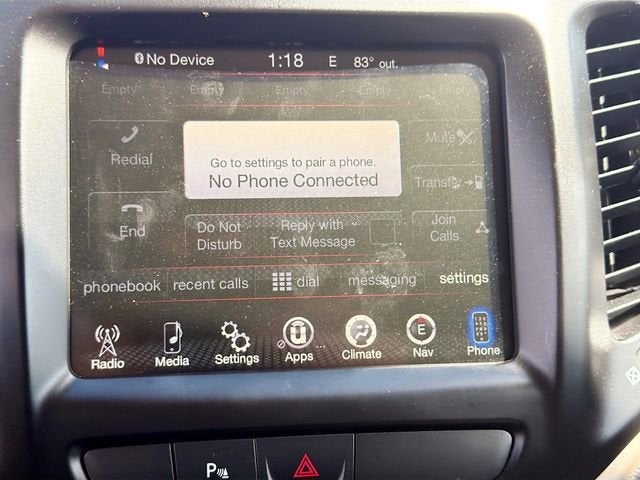 No Device 1:18 E 83° out.
Empty Empty Empty Empty Empty
Redial
Go to settings to pair a phone.
No Phone Connected
Mute
Transfer
End
Do Not
Disturb
Reply with
Text Message
Join
Calls
phonebook recent calls dial messaging settings
Radio Media Settings Apps Climate E Nav Phone
P